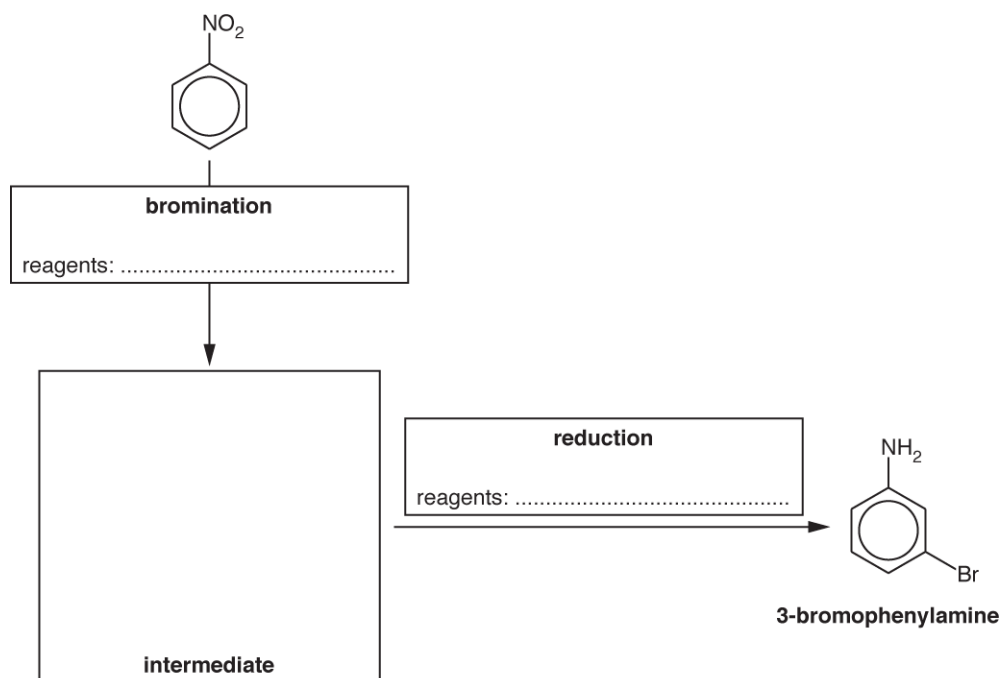 NO₂
bromination
reagents: ..............................................
reduction
reagents: ..............................................
NH₂
Br
3-bromophenylamine
intermediate